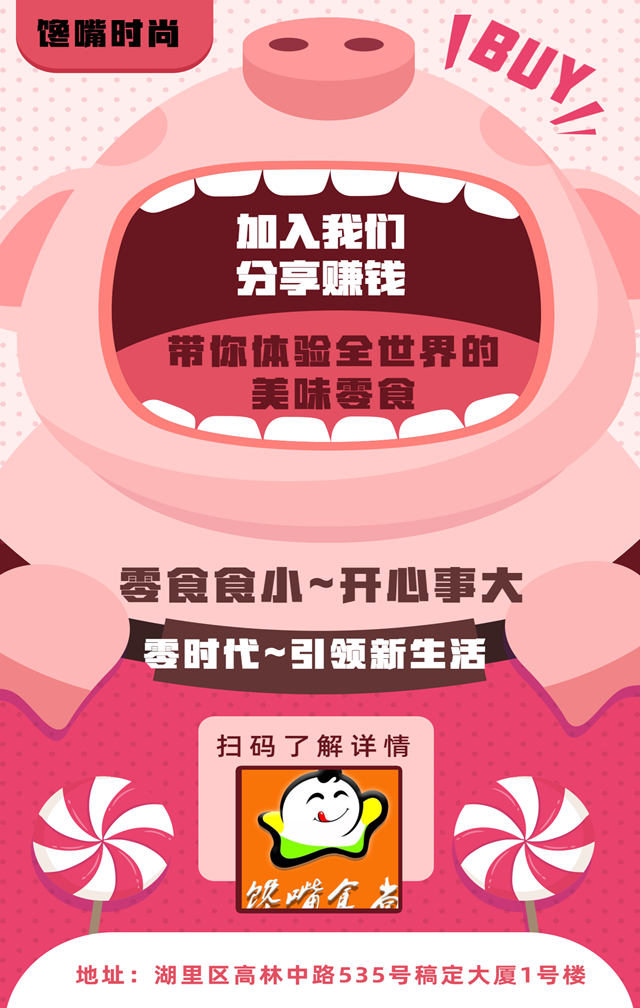 馋嘴时尚
BUY
加入我们
分享赚钱
带你体验全世界的
美味零食
零食食小~开心事大
零时代~引领新生活
扫码了解详情
馋嘴食尚
地址：湖里区高林中路535号稿定大厦1号楼